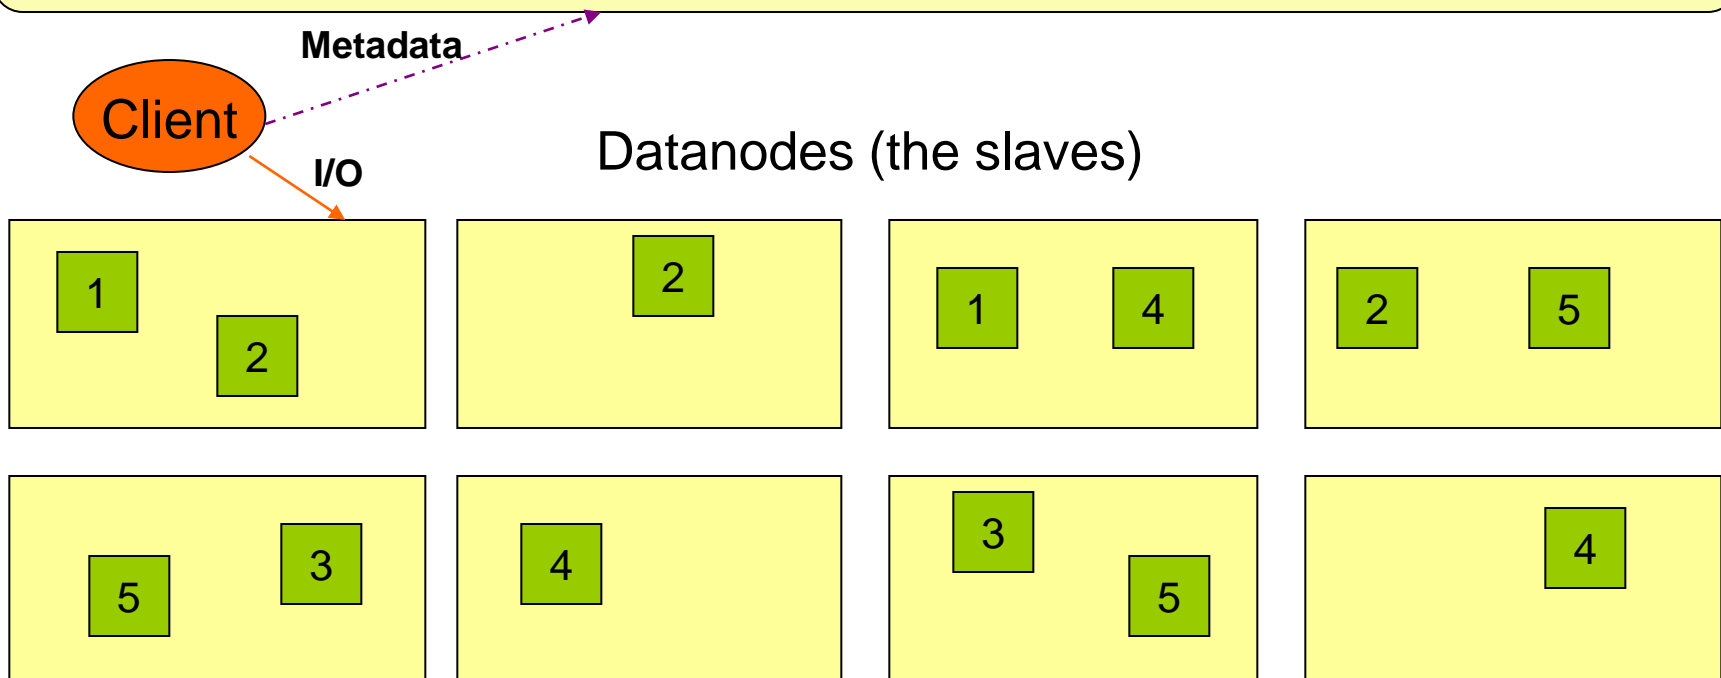 Metadata
Client
I/O
Datanodes (the slaves)
1
2
2
1 4
2 5
5 3
4
3
5
4